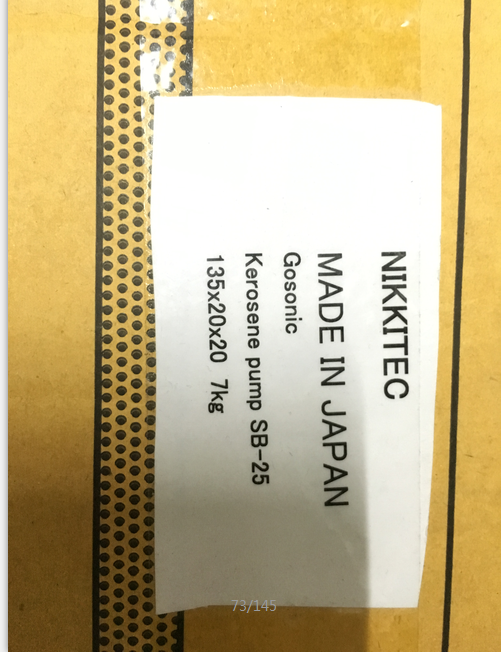 NIKKITEC
MADE IN JAPAN
Gosonic
Kerosene pump SB-25
135x20x20 7kg
73/145